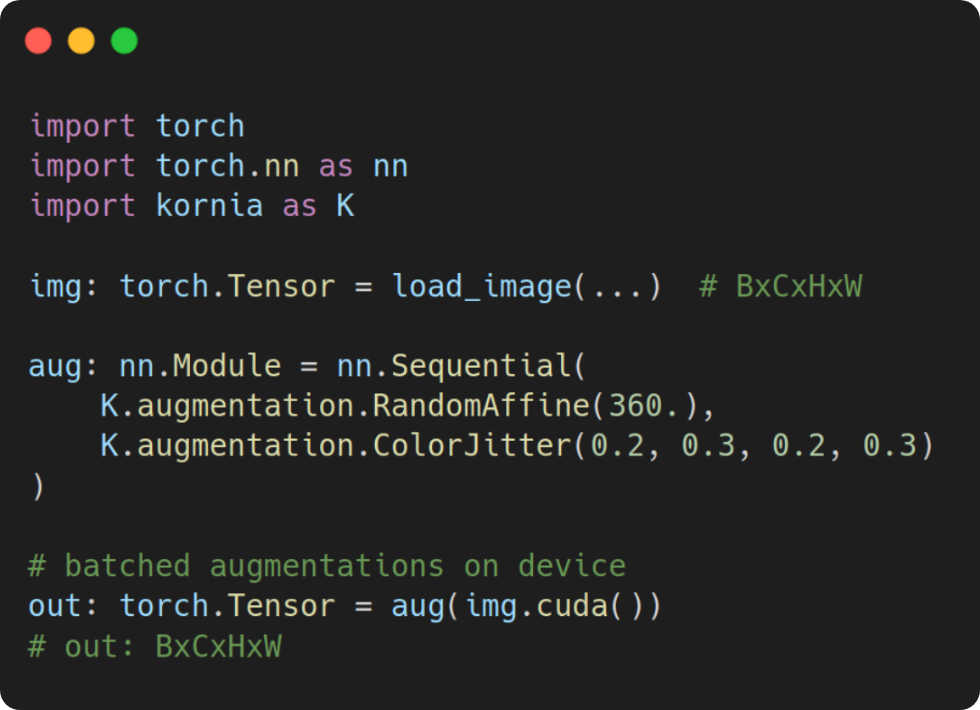 import torch
import torch.nn as nn
import kornia as K

img: torch.Tensor = load_image(...)  # BxCxHxW

aug: nn.Module = nn.Sequential(
    K.augmentation.RandomAffine(360.),
    K.augmentation.ColorJitter(0.2, 0.3, 0.2, 0.3)
)

# batched augmentations on device
out: torch.Tensor = aug(img.cuda())
# out: BxCxHxW